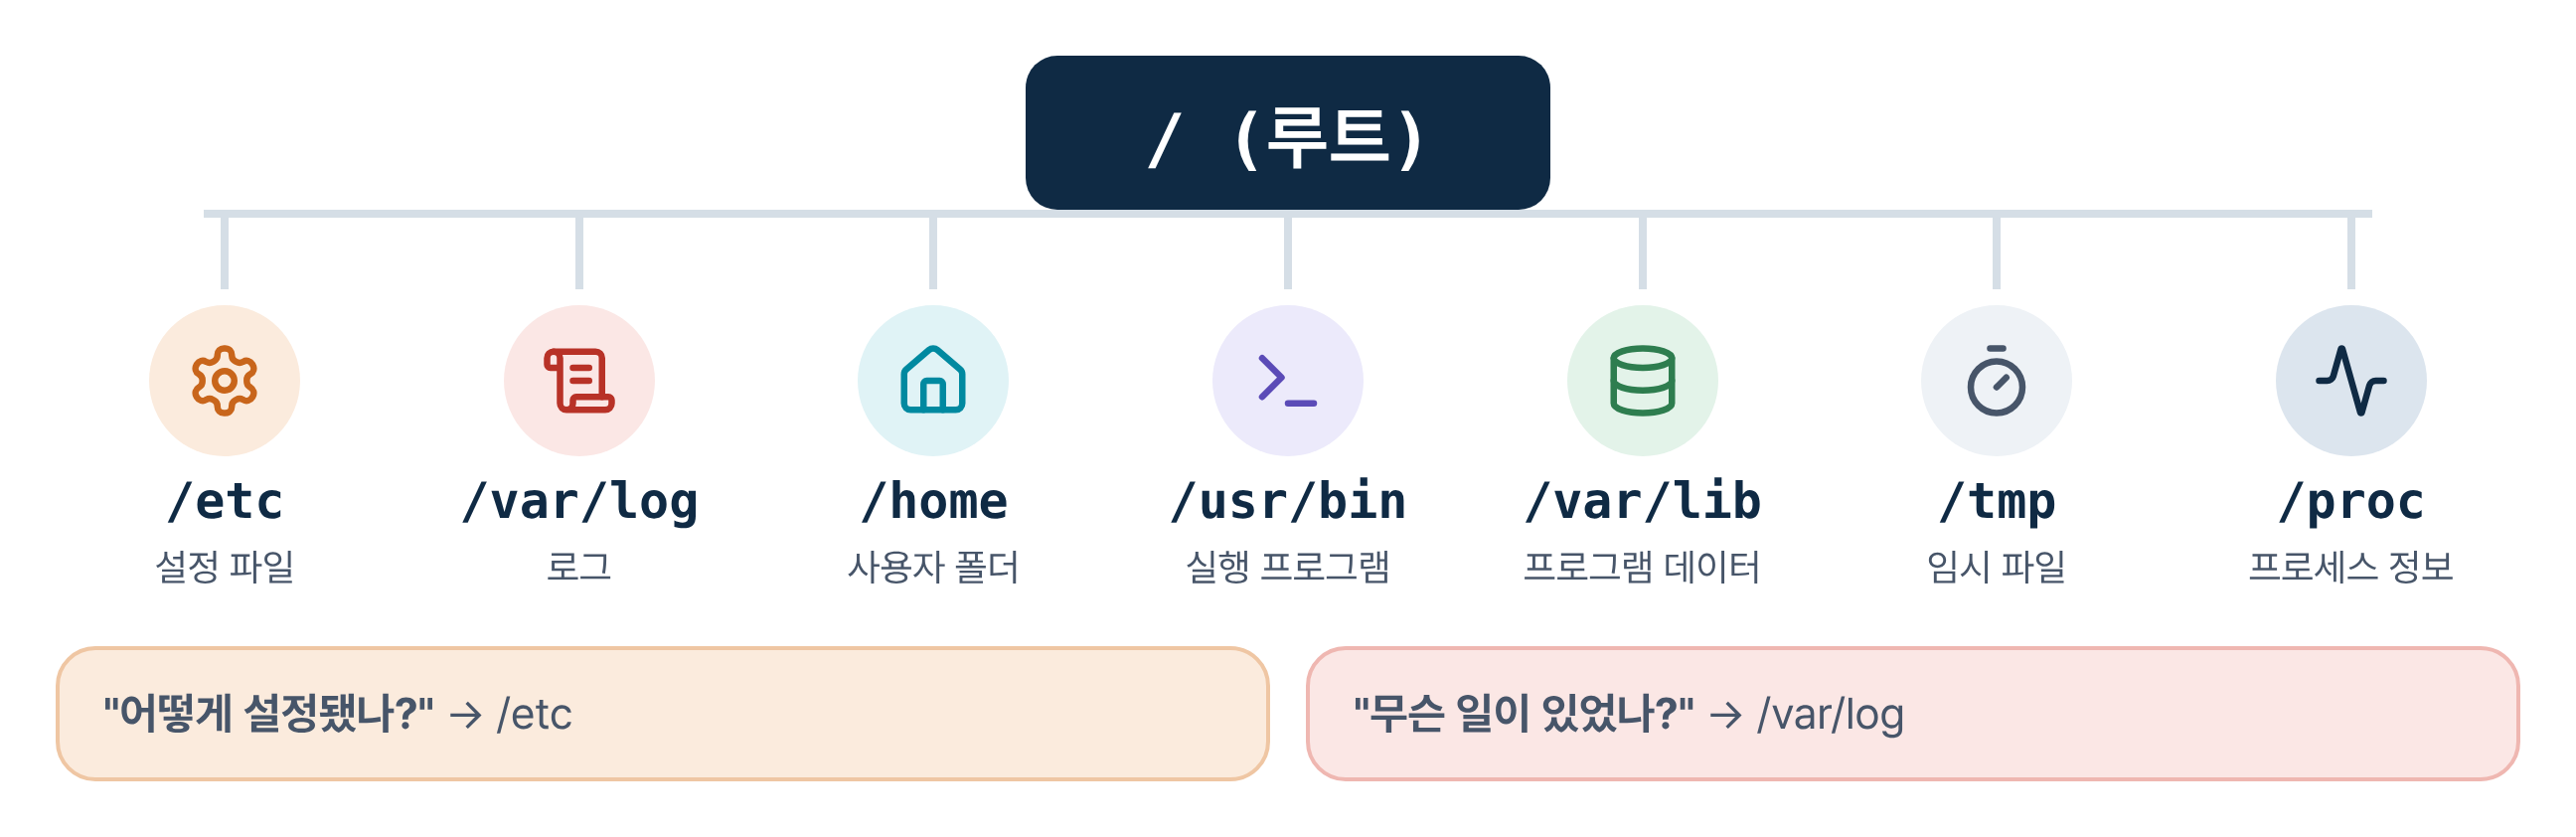 / (루트)
/etc
설정 파일
/var/log
로그
/home
사용자 폴더
/usr/bin
실행 프로그램
/var/lib
프로그램 데이터
/tmp
임시 파일
/proc
프로세스 정보
"어떻게 설정됐나?" → /etc
"무슨 일이 있었나?" → /var/log